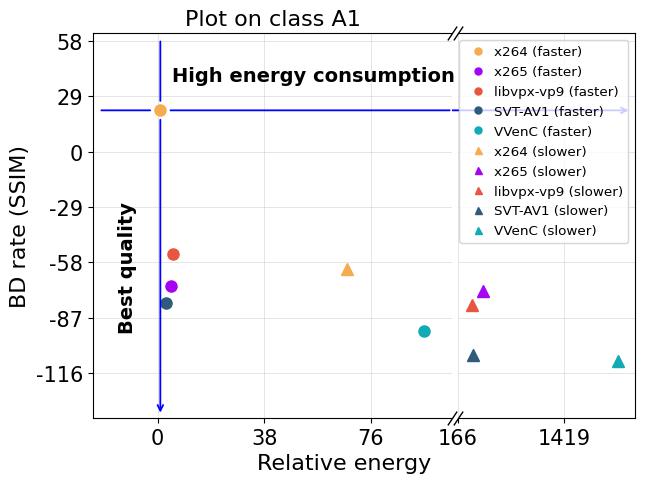 Plot on class A1
58
29
0
-29
-58
-87
-116
BD rate (SSIM)
High energy consumption
Best quality
x264 (faster)
x265 (faster)
libvpx-vp9 (faster)
SVT-AV1 (faster)
VVenC (faster)
x264 (slower)
x265 (slower)
libvpx-vp9 (slower)
SVT-AV1 (slower)
VVenC (slower)
0 38 76 166 1419
Relative energy